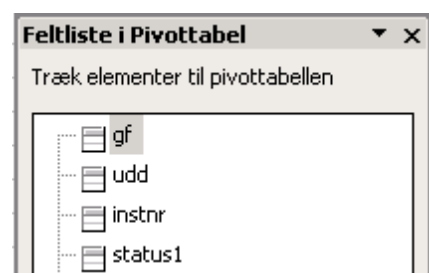 Feltliste i Pivottabel
Træk elementer til pivottabellen
gf
udd
instnr
status1